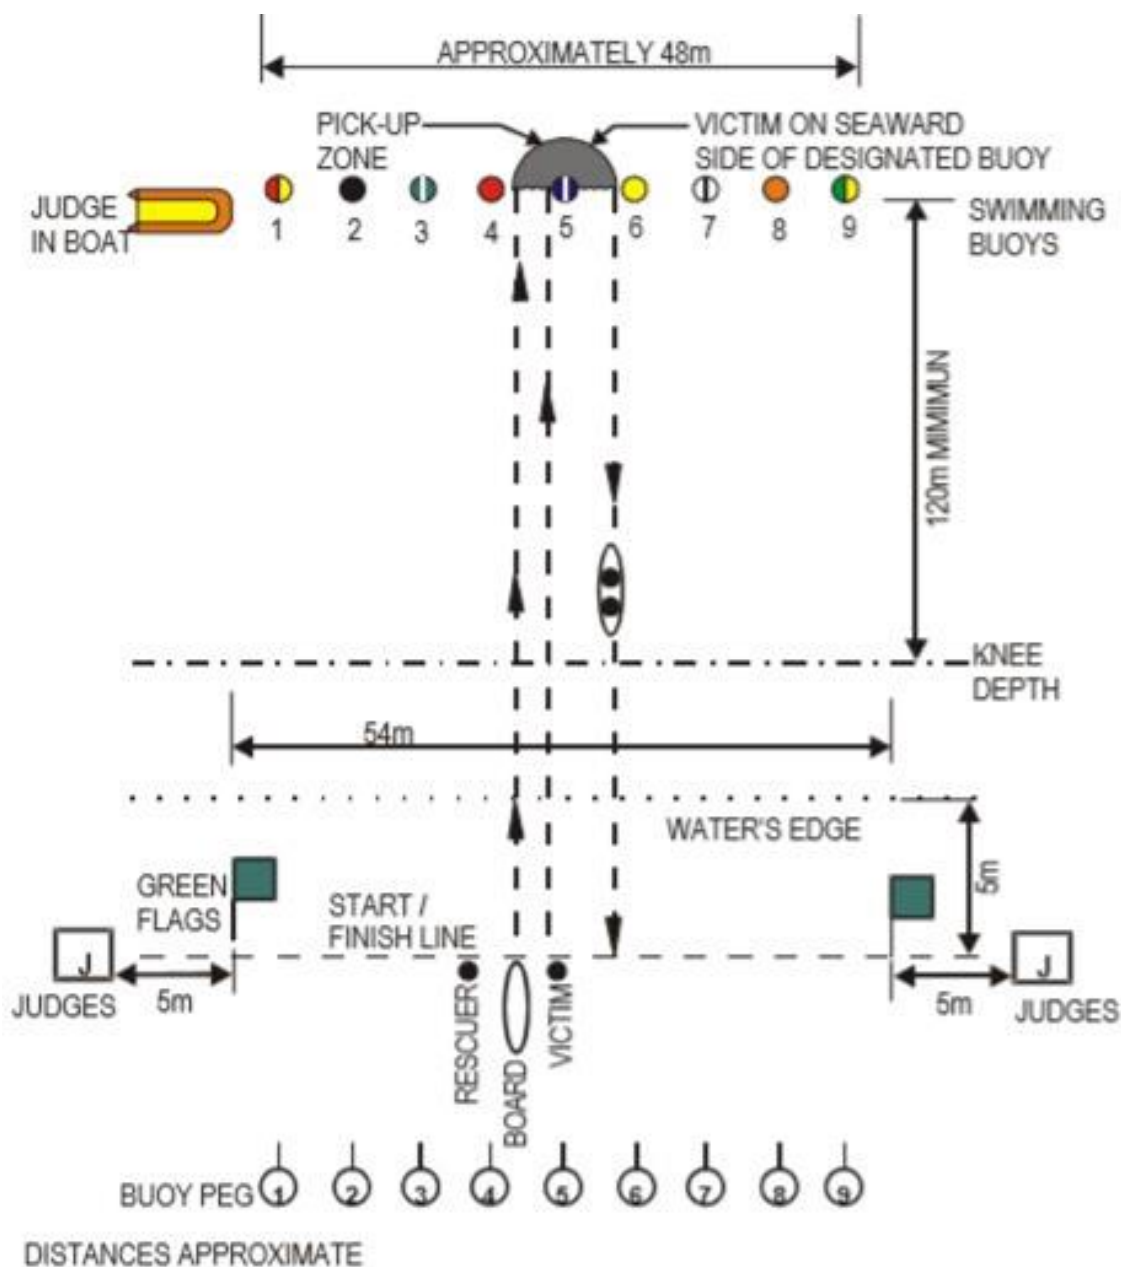 APPROXIMATELY 48m
PICK-UP
ZONE
VICTIM ON SEAWARD
SIDE OF DESIGNATED BUOY
JUDGE
IN BOAT
1 2 3 4 5 6 7 8 9
SWIMMING
BUOYS
120m MIMIMUN
KNEE
DEPTH
54m
WATER'S EDGE
5m
GREEN
FLAGS
START /
FINISH LINE
J
JUDGES
5m
RESCUER
BOARD
VICTIM
5m
J
JUDGES
BUOY PEG 1 2 3 4 5 6 7 8 9
DISTANCES APPROXIMATE